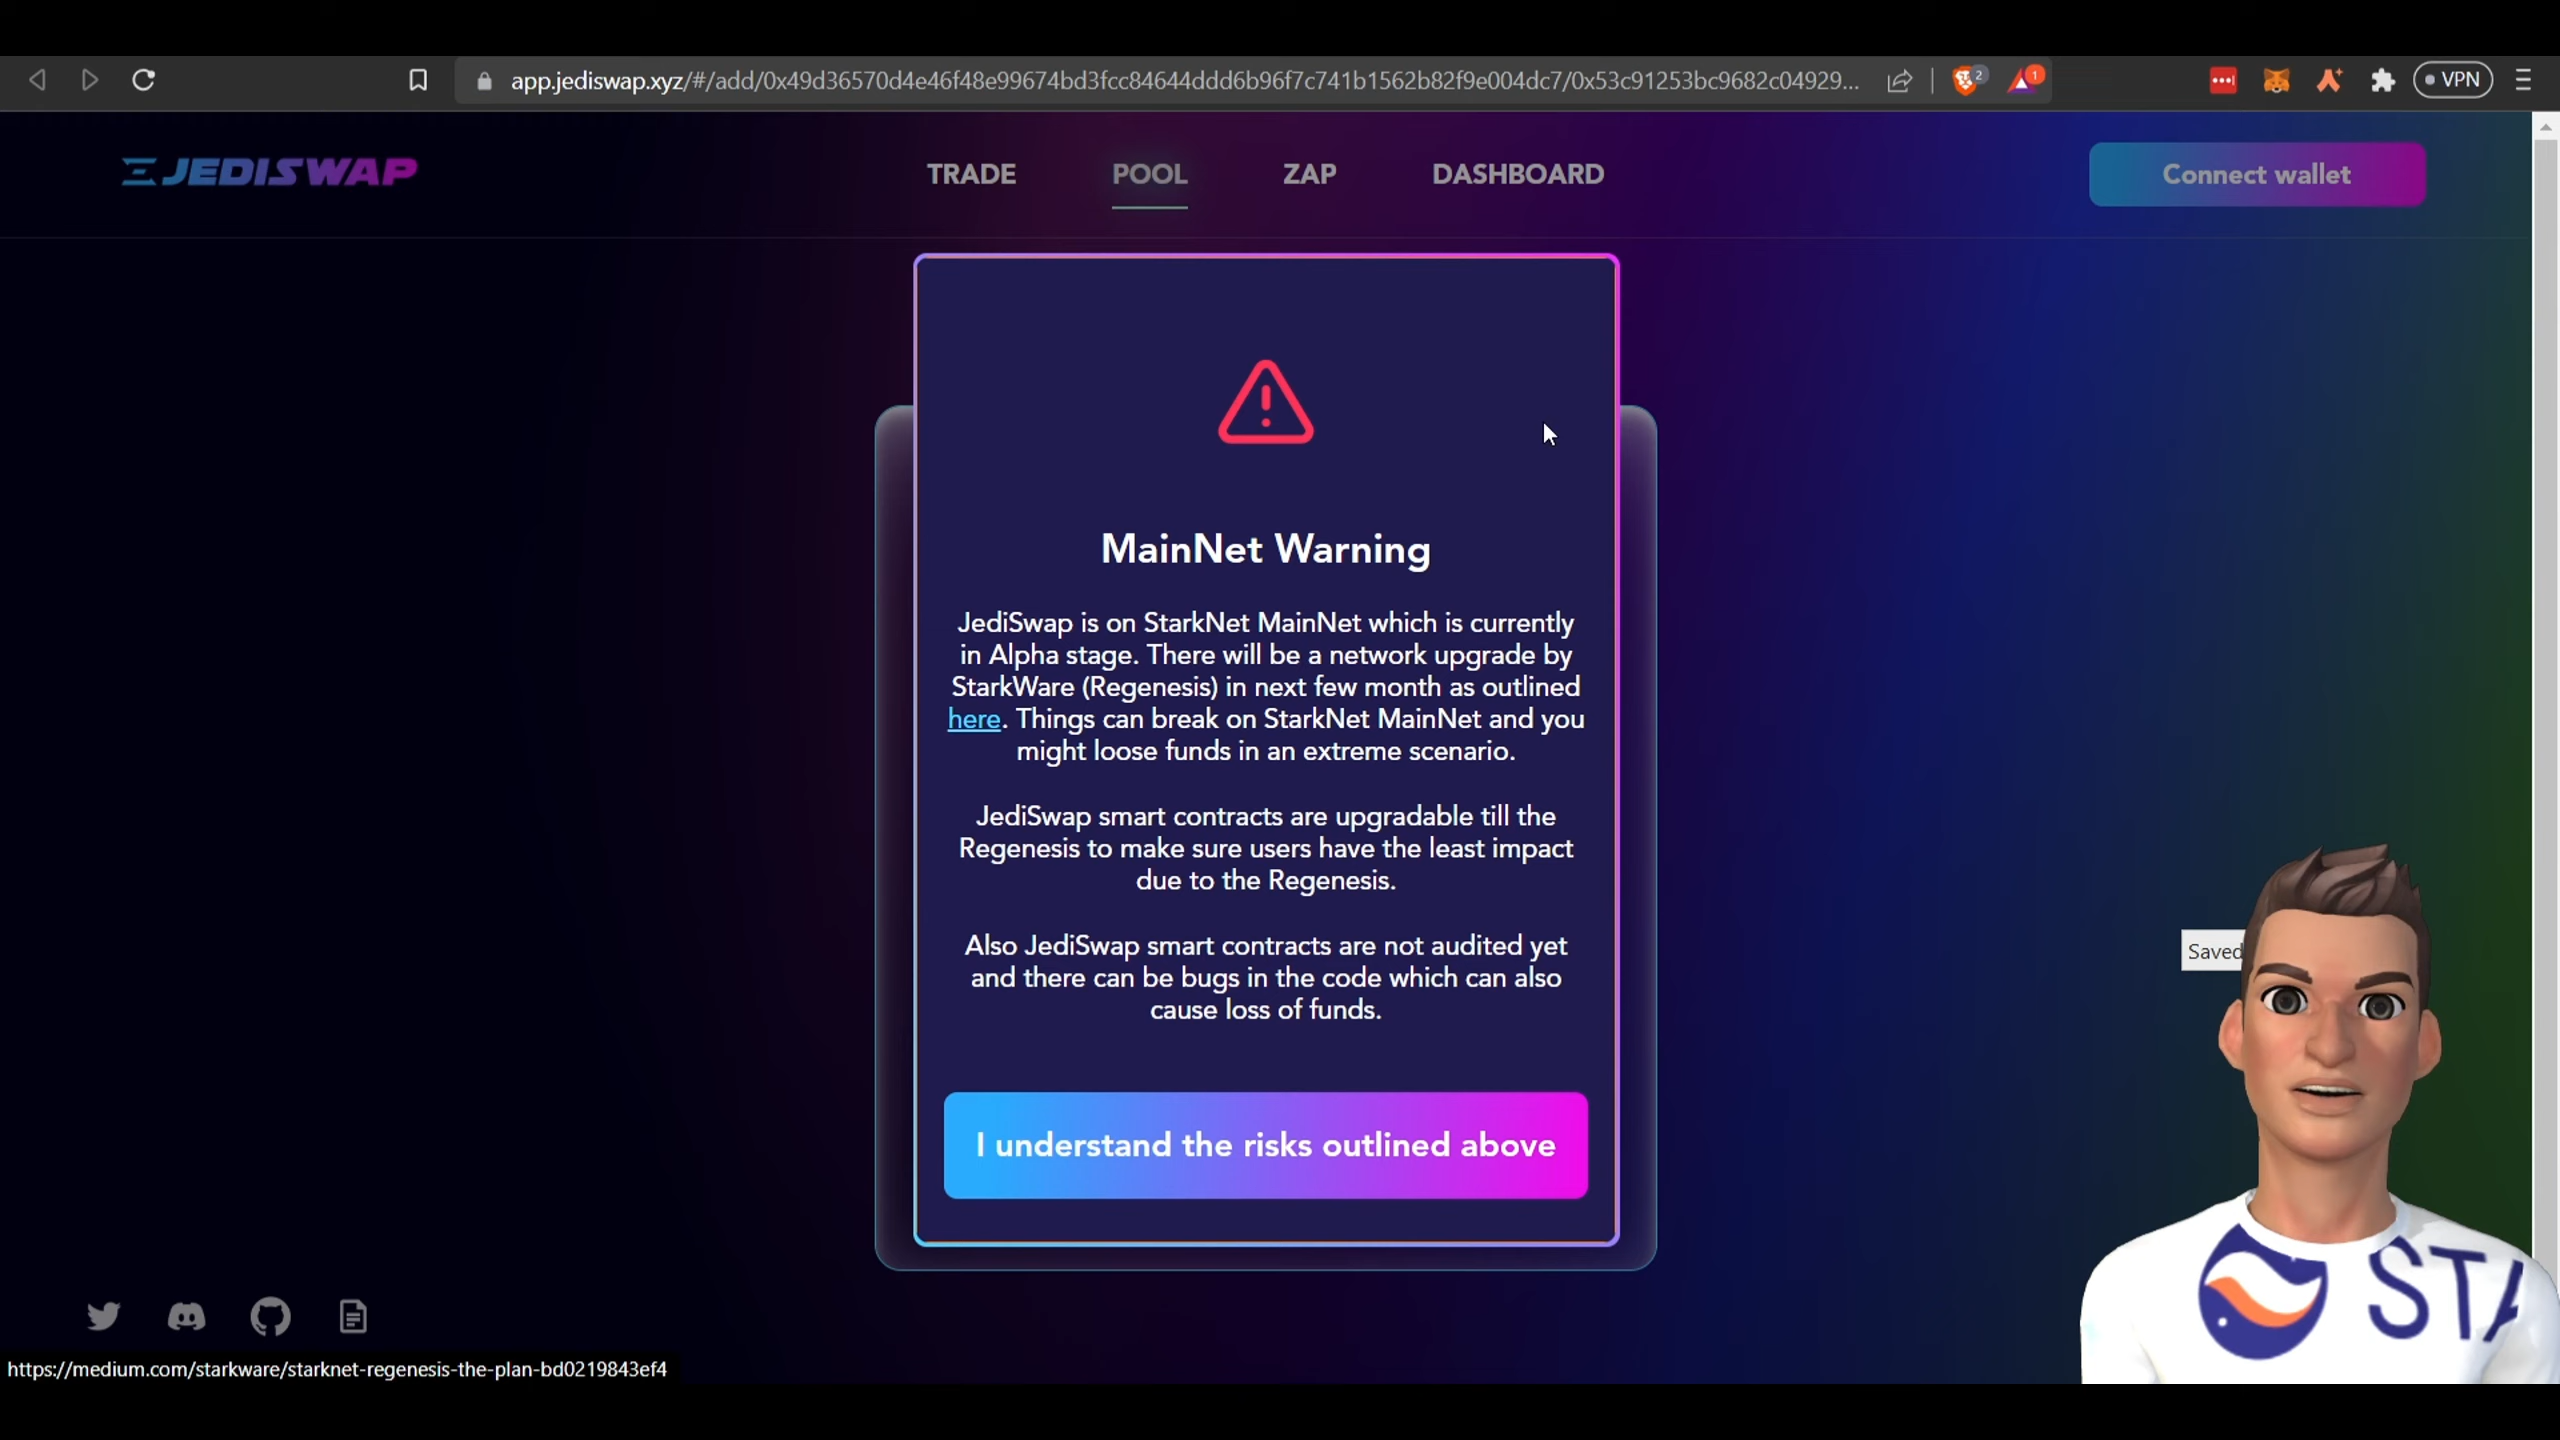 app.jediswap.xyz/#/add/0x49d36570d4e46f48e99674bd3fcc84644ddd6b96f7c741b1562b82f9e004dc7/0x53c91253bc9682c04929...
2
1
VPN
JEDISWAP
TRADE
POOL
ZAP
DASHBOARD
Connect wallet
MainNet Warning
JediSwap is on StarkNet MainNet which is currently
in Alpha stage. There will be a network upgrade by
StarkWare (Regenesis) in next few month as outlined
here. Things can break on StarkNet MainNet and you
might loose funds in an extreme scenario.
JediSwap smart contracts are upgradable till the
Regenesis to make sure users have the least impact
due to the Regenesis.
Also JediSwap smart contracts are not audited yet
and there can be bugs in the code which can also
cause loss of funds.
I understand the risks outlined above
Saved
STA
https://medium.com/starkware/starknet-regenesis-the-plan-bd0219843ef4